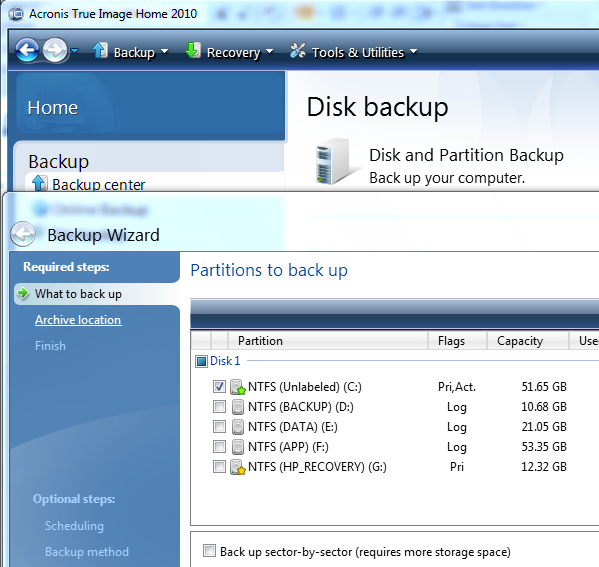 Acronis True Image Home 2010
Backup Recovery Tools & Utilities
Home
Disk backup
Backup
Disk and Partition Backup
Backup center
Back up your computer.
Online Backup
Backup Wizard
Required steps:
Partitions to back up
What to back up
Archive location
Finish
Partition Flags Capacity Use
Disk 1
NTFS (Unlabeled) (C:) Pri,Act. 51.65 GB
NTFS (BACKUP) (D:) Log 10.68 GB
NTFS (DATA) (E:) Log 21.05 GB
NTFS (APP) (F:) Log 53.35 GB
NTFS (HP_RECOVERY) (G:) Pri 12.32 GB
Optional steps:
Scheduling
Backup method
Back up sector-by-sector (requires more storage space)